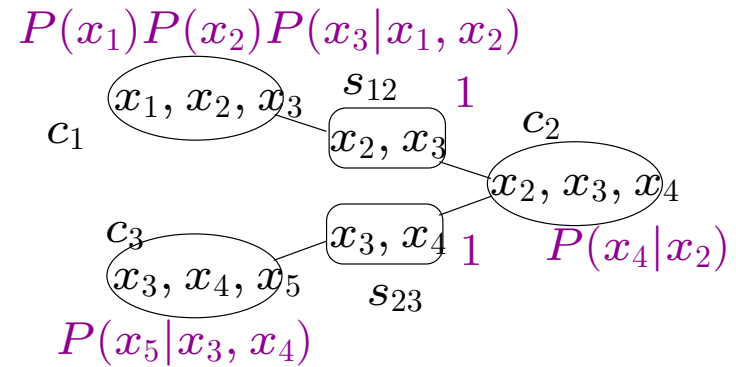 P(x₁)P(x₂)P(x₃|x₁, x₂)
x₁, x₂, x₃
c₁
s₁₂
1
x₂, x₃
c₂
x₂, x₃, x₄
P(x₄|x₂)
c₃
x₃, x₄, x₅
P(x₅|x₃, x₄)
x₃, x₄
1
s₂₃